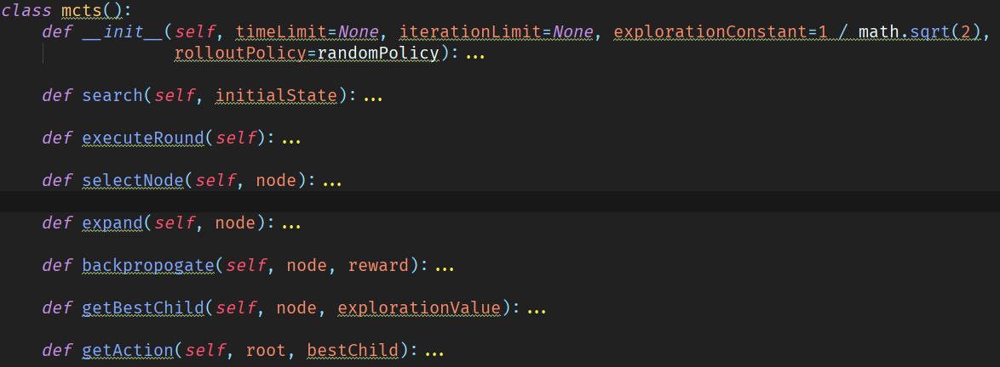 class mcts():
    def __init__(self, timeLimit=None, iterationLimit=None, explorationConstant=1 / math.sqrt(2),
                 rolloutPolicy=randomPolicy):...
    def search(self, initialState):...
    def executeRound(self):...
    def selectNode(self, node):...
    def expand(self, node):...
    def backpropogate(self, node, reward):...
    def getBestChild(self, node, explorationValue):...
    def getAction(self, root, bestChild):...